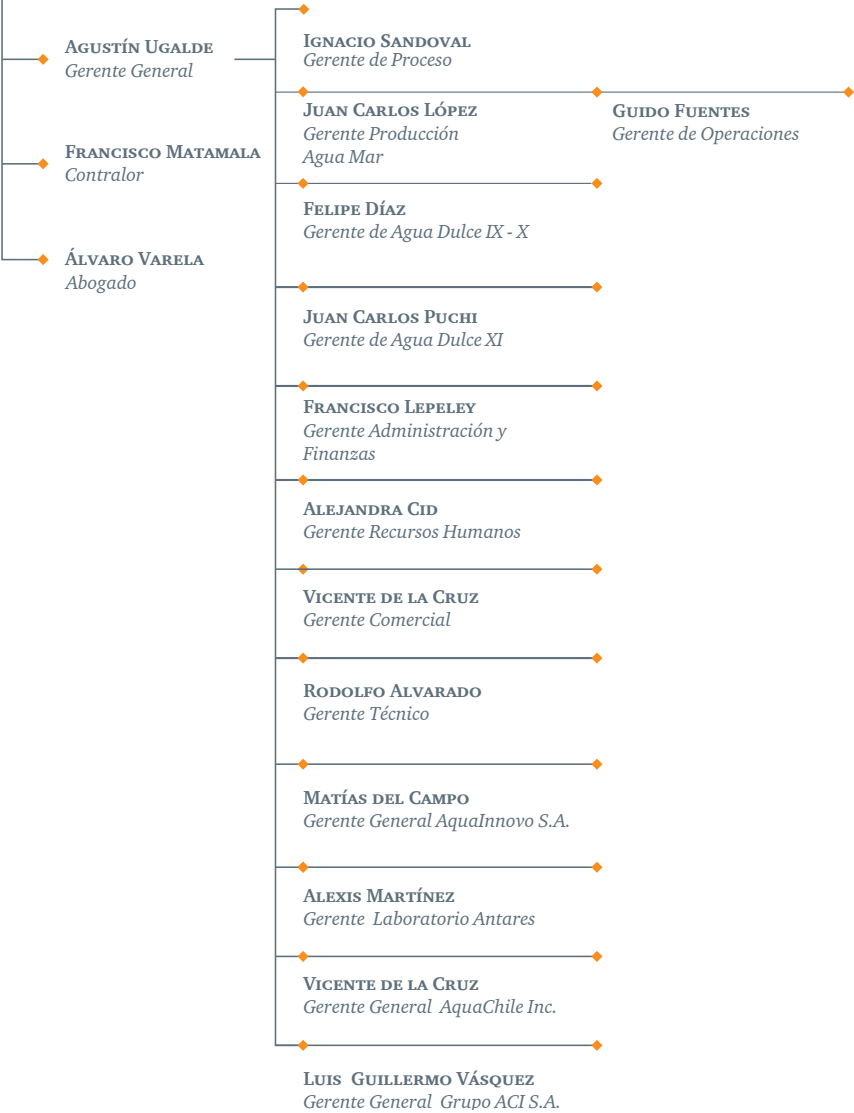 Agustín Ugalde
Gerente General
Francisco Matamala
Contralor
Álvaro Varela
Abogado
Ignacio Sandoval
Gerente de Proceso
Juan Carlos López
Gerente Producción
Agua Mar
Guido Fuentes
Gerente de Operaciones
Felipe Díaz
Gerente de Agua Dulce IX - X
Juan Carlos Puchi
Gerente de Agua Dulce XI
Francisco Lepeley
Gerente Administración y
Finanzas
Alejandra Cid
Gerente Recursos Humanos
Vicente de la Cruz
Gerente Comercial
Rodolfo Alvarado
Gerente Técnico
Matías del Campo
Gerente General AquaInnovo S.A.
Alexis Martínez
Gerente Laboratorio Antares
Vicente de la Cruz
Gerente General AquaChile Inc.
Luis Guillermo Vásquez
Gerente General Grupo ACI S.A.